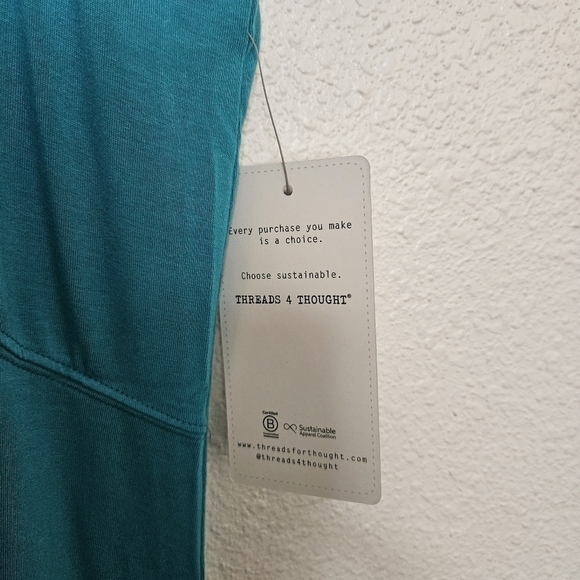 Every purchase you make
is a choice.
Choose sustainable.
THREADS 4 THOUGHT®
Certified
B
Sustainable
Apparel Coalition
www.threadsforthought.com
@threads4thought